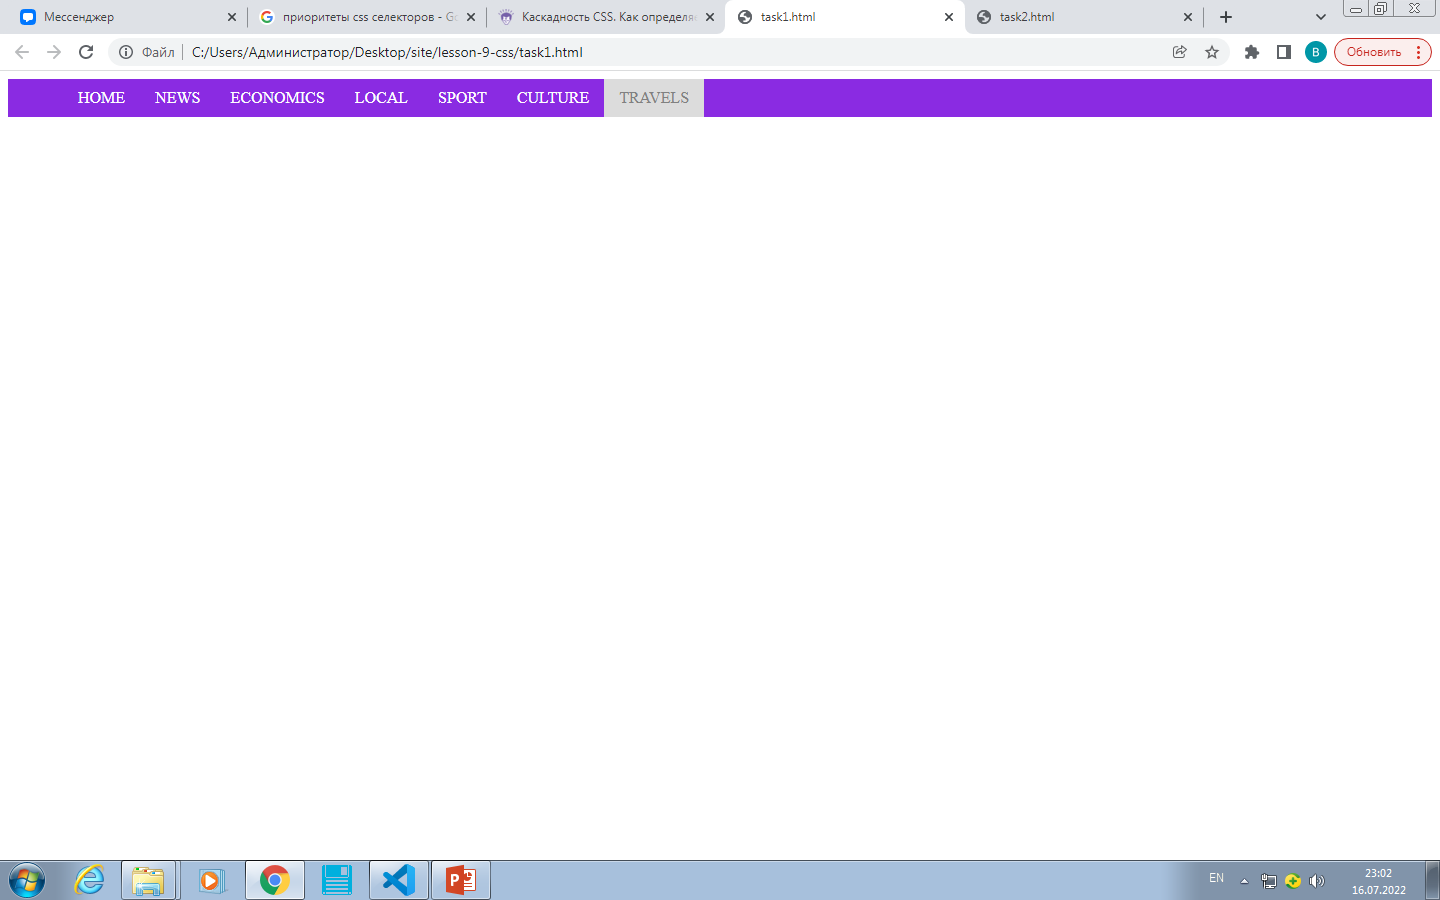 Мессенджер
приоритеты css селекторов - Go
Каскадность CSS. Как определя
task1.html
task2.html
Файл
C:/Users/Администратор/Desktop/site/lesson-9-css/task1.html
B
Обновить
HOME NEWS ECONOMICS LOCAL SPORT CULTURE TRAVELS
EN
23:02
16.07.2022